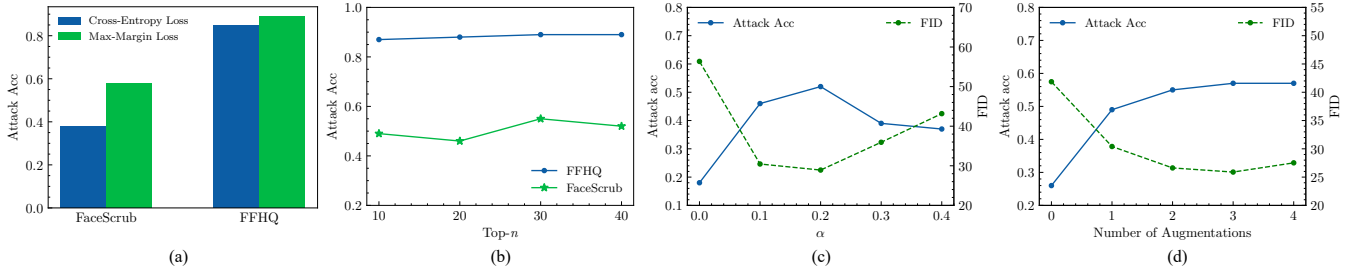 Cross-Entropy Loss
Max-Margin Loss
Attack Acc
0.8
0.6
0.4
0.2
0.0
FaceScrub
FFHQ
(a)
Attack Acc
1.0
0.8
0.6
0.4
0.2
FFHQ
FaceScrub
10
20
30
40
Top-n
(b)
Attack Acc
FID
Attack acc
0.8
0.7
0.6
0.5
0.4
0.3
0.2
0.1
70
60
50
40
30
20
FID
0.0
0.1
0.2
0.3
0.4
α
(c)
Attack Acc
FID
Attack acc
0.8
0.7
0.6
0.5
0.4
0.3
0.2
55
50
45
40
35
30
25
20
FID
0
1
2
3
4
Number of Augmentations
(d)